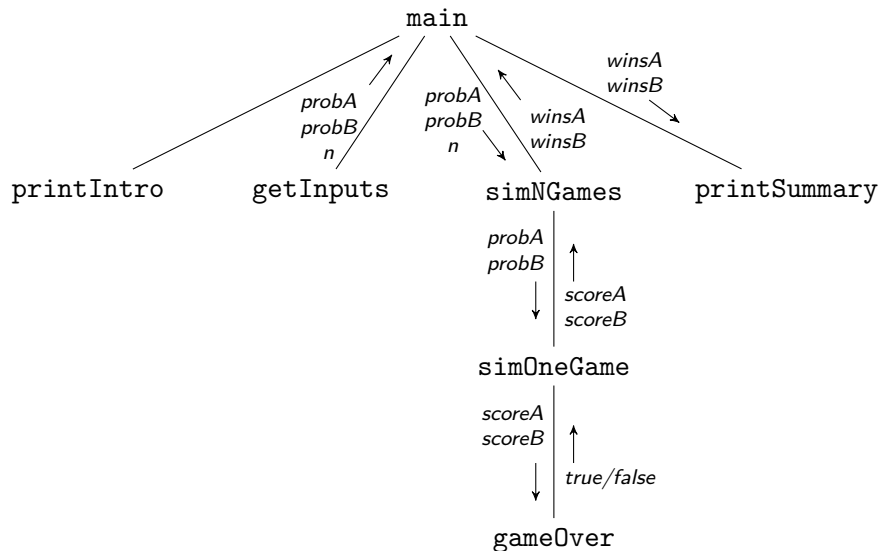 main
probA
probB
n
probA
probB
n
winsA
winsB
winsA
winsB
printIntro
getInputs
simNGames
printSummary
probA
probB
scoreA
scoreB
simOneGame
scoreA
scoreB
true/false
gameOver